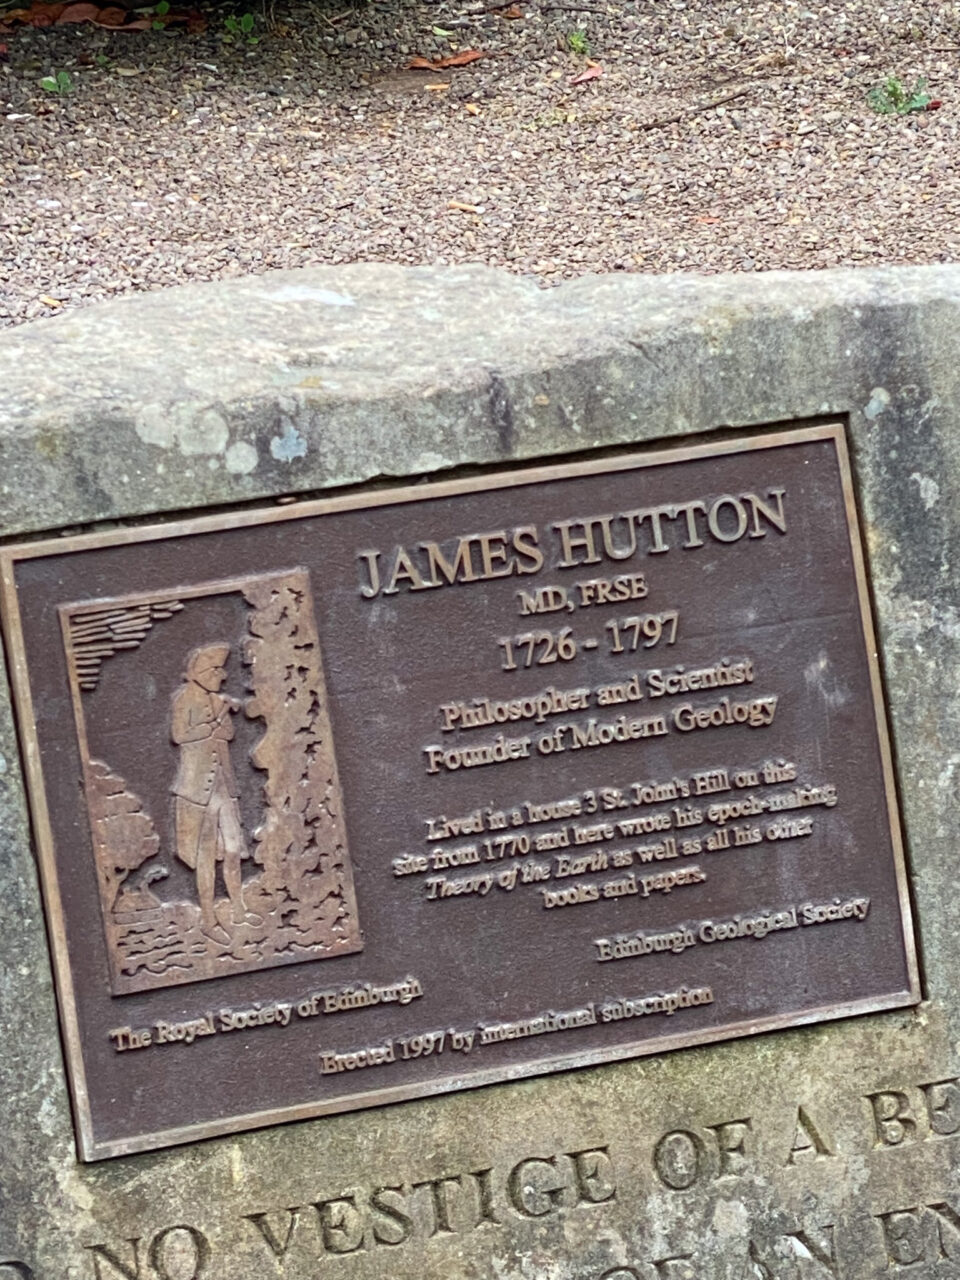 JAMES HUTTON
MD, FRSE
1726 - 1797
Philosopher and Scientist
Founder of Modern Geology
Lived in a house 3 St. John's Hill on this
site from 1770 and here wrote his epoch-making
Theory of the Earth as well as all his other
books and papers.
Edinburgh Geological Society
The Royal Society of Edinburgh
Erected 1997 by international subscription
NO VESTIGE OF A BE
OF AN EN